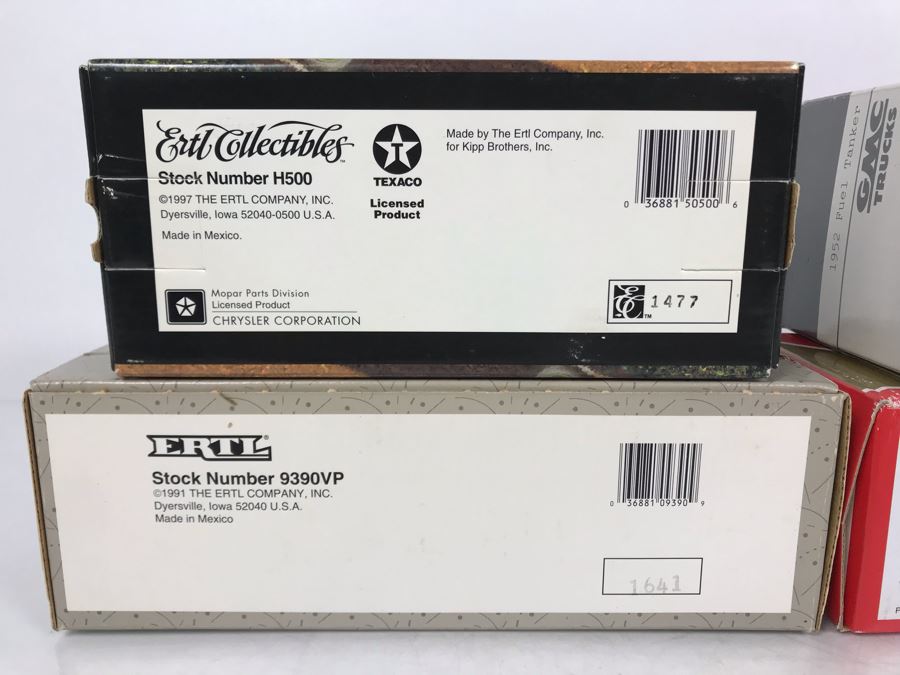 Ertl Collectibles™
Stock Number H500
©1997 THE ERTL COMPANY, INC.
Dyersville, Iowa 52040-0500 U.S.A.
Made in Mexico.
T
TEXACO
Licensed
Product
Made by The Ertl Company, Inc.
for Kipp Brothers, Inc.
0 36881 50500 6
Mopar Parts Division
Licensed Product
CHRYSLER CORPORATION
E™ 1477
1952 Fuel Tanker
GMC
TRUCKS
ERTL®
Stock Number 9390VP
©1991 THE ERTL COMPANY, INC.
Dyersville, Iowa 52040 U.S.A.
Made in Mexico
0 36881 09390 9
1641